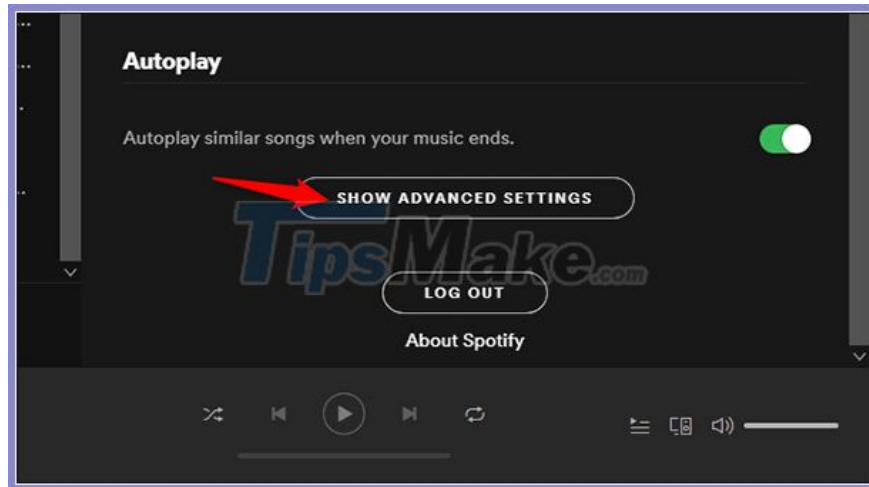 Autoplay
Autoplay similar songs when your music ends.
SHOW ADVANCED SETTINGS
TipsMake.com
LOG OUT
About Spotify